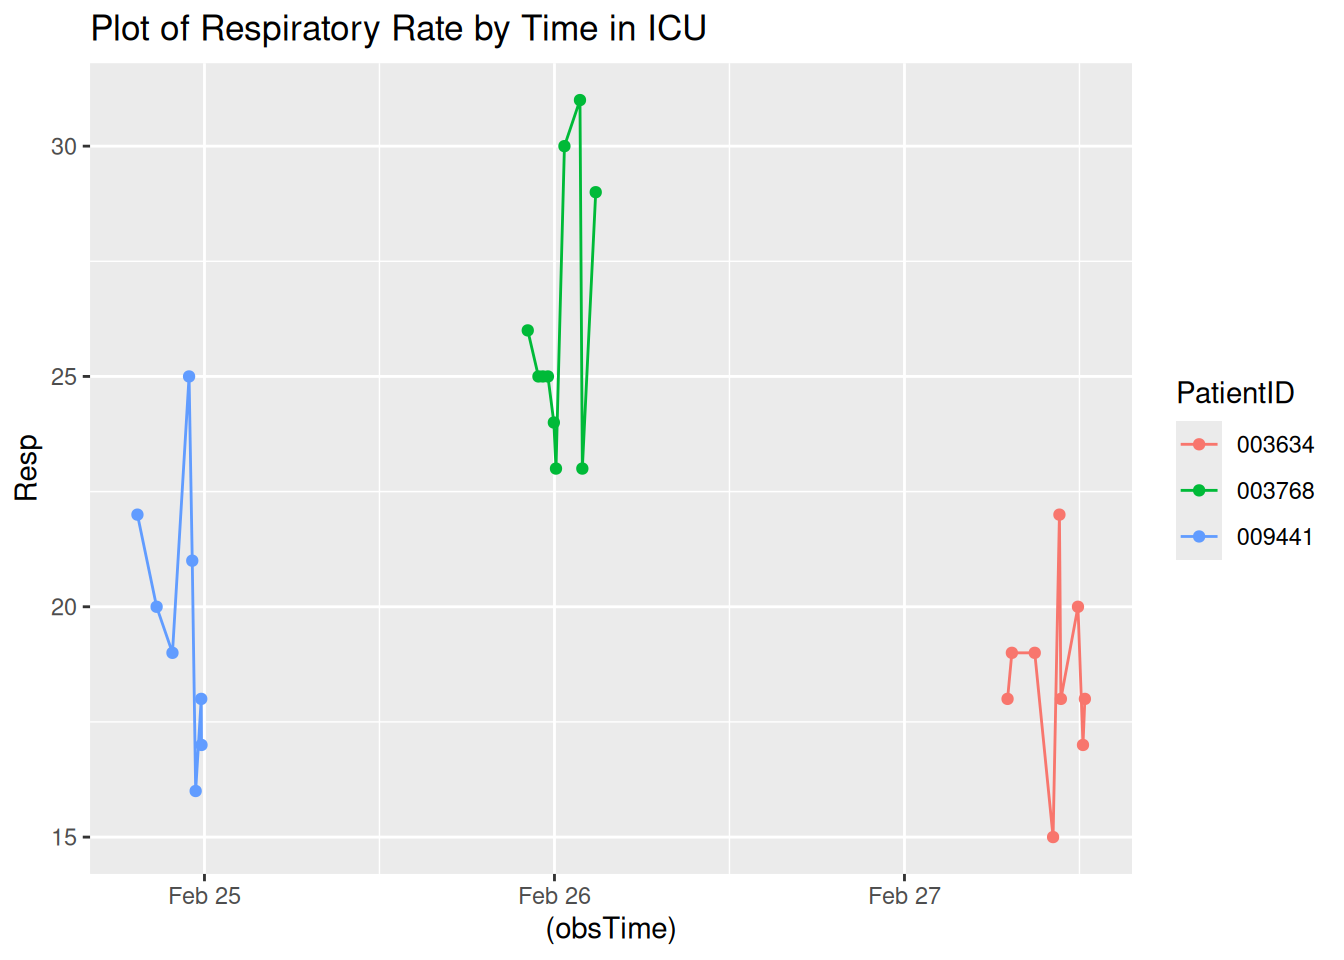 Plot of Respiratory Rate by Time in ICU
30
25
20
15
Resp
Feb 25
Feb 26
Feb 27
(obsTime)
PatientID
003634
003768
009441